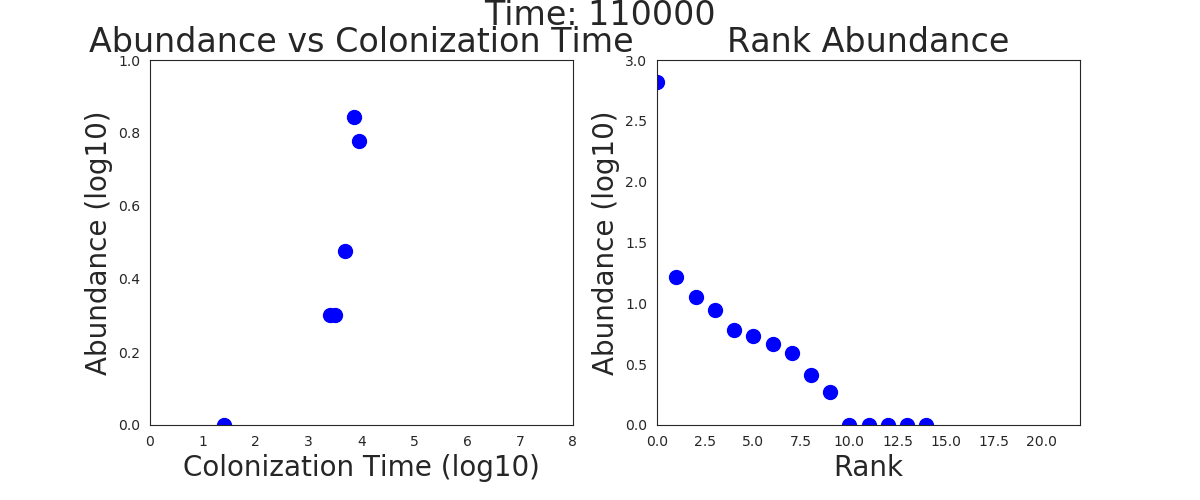 Time: 110000
Abundance vs Colonization Time
Rank Abundance
1.0
0.8
0.6
0.4
0.2
0.0
Abundance (log10)
0 1 2 3 4 5 6 7 8
Colonization Time (log10)
3.0
2.5
2.0
1.5
1.0
0.5
0.0
Abundance (log10)
0.0 2.5 5.0 7.5 10.0 12.5 15.0 17.5 20.0
Rank